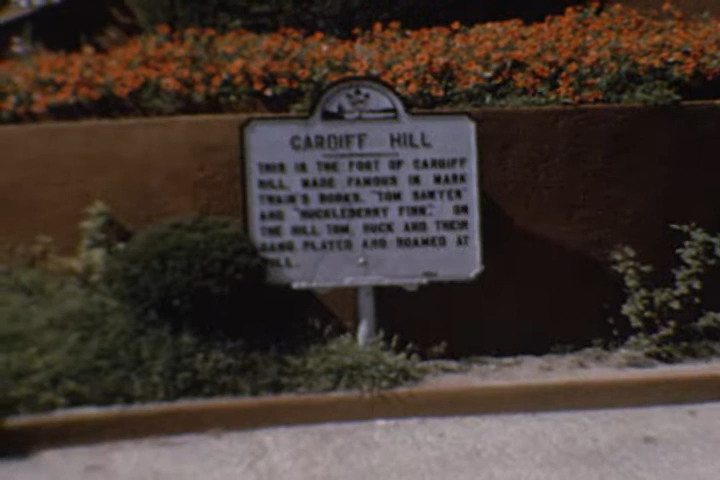 CARDIFF HILL
THIS IS THE FOOT OF CARDIFF
HILL, MADE FAMOUS IN MARK
TWAIN'S BOOKS, "TOM SAWYER"
AND "HUCKLEBERRY FINN." ON
THE HILL TOM, HUCK AND THEIR
GANG PLAYED AND ROAMED AT
WILL.